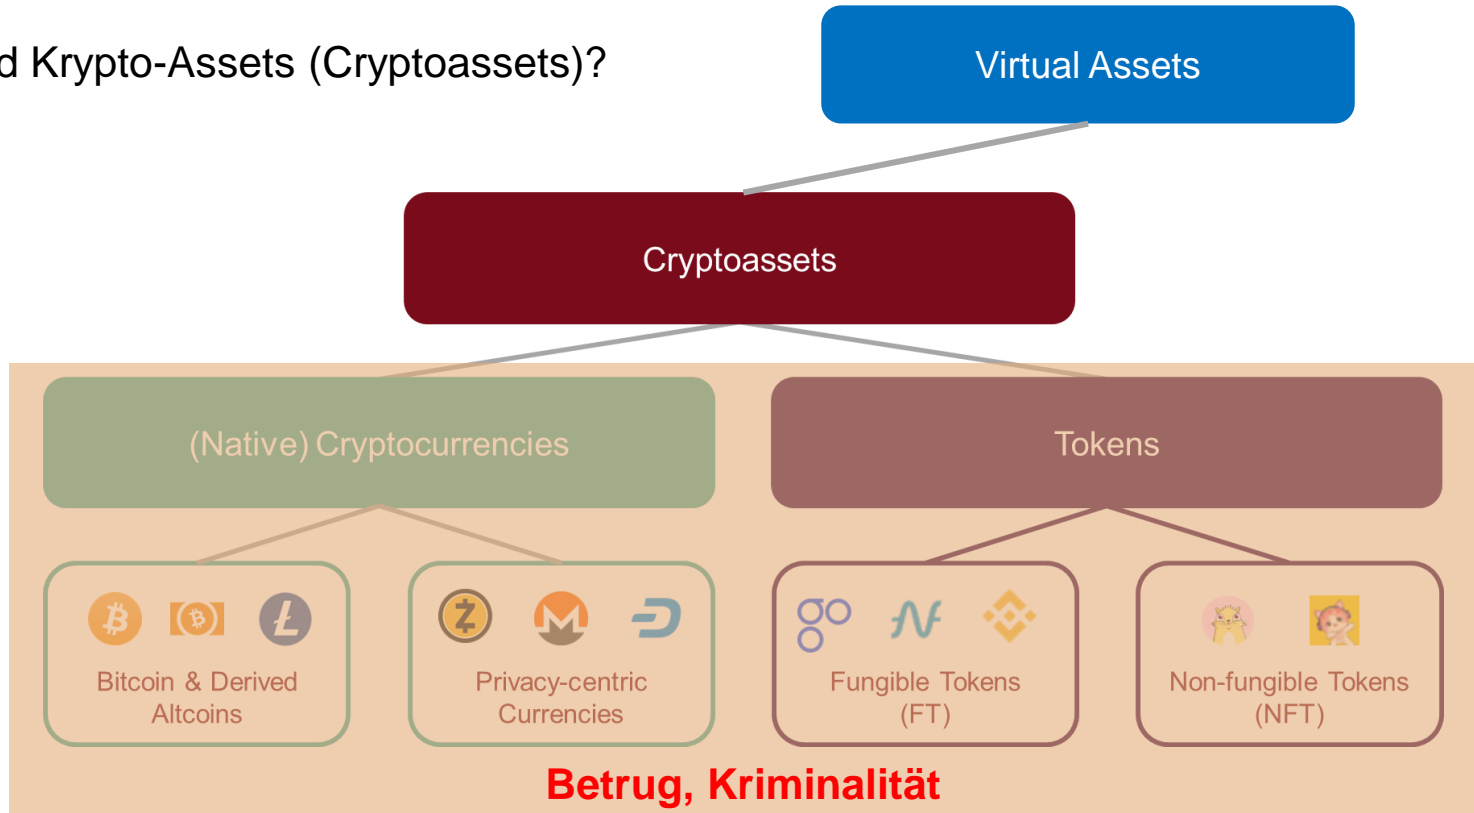 d Krypto-Assets (Cryptoassets)?
Virtual Assets
Cryptoassets
(Native) Cryptocurrencies
Tokens
Bitcoin & Derived
Altcoins
Privacy-centric
Currencies
Fungible Tokens
(FT)
Non-fungible Tokens
(NFT)
Betrug, Kriminalität